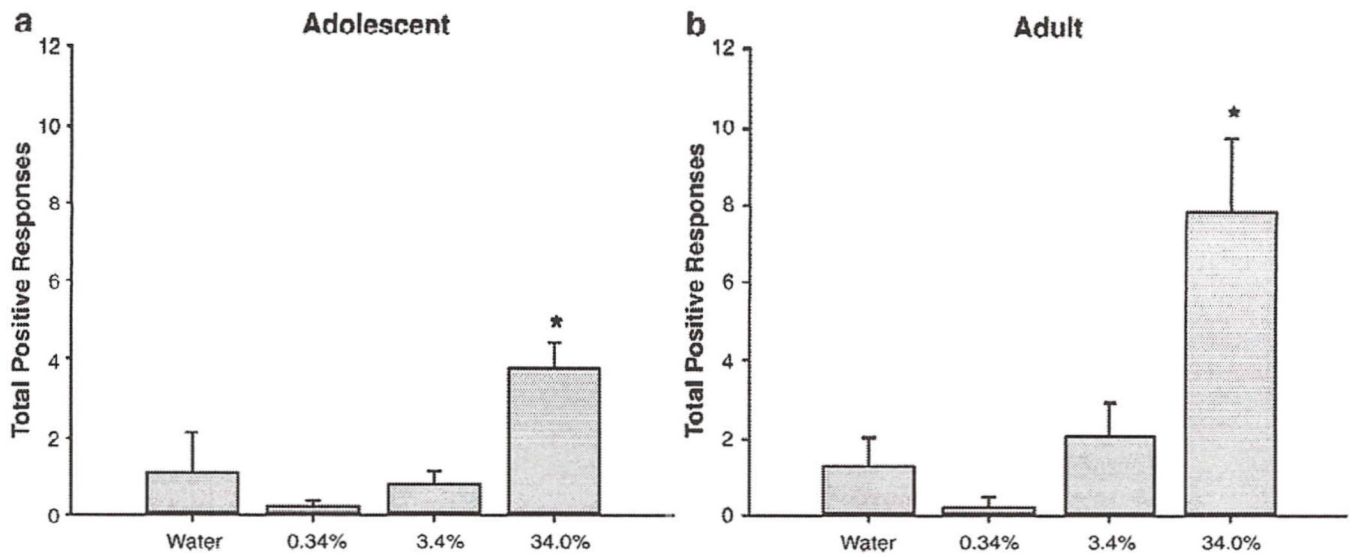 a
Adolescent
Total Positive Responses
12
10
8
6
4
2
0
Water 0.34% 3.4% 34.0%
*
b
Adult
Total Positive Responses
12
10
8
6
4
2
0
Water 0.34% 3.4% 34.0%
*